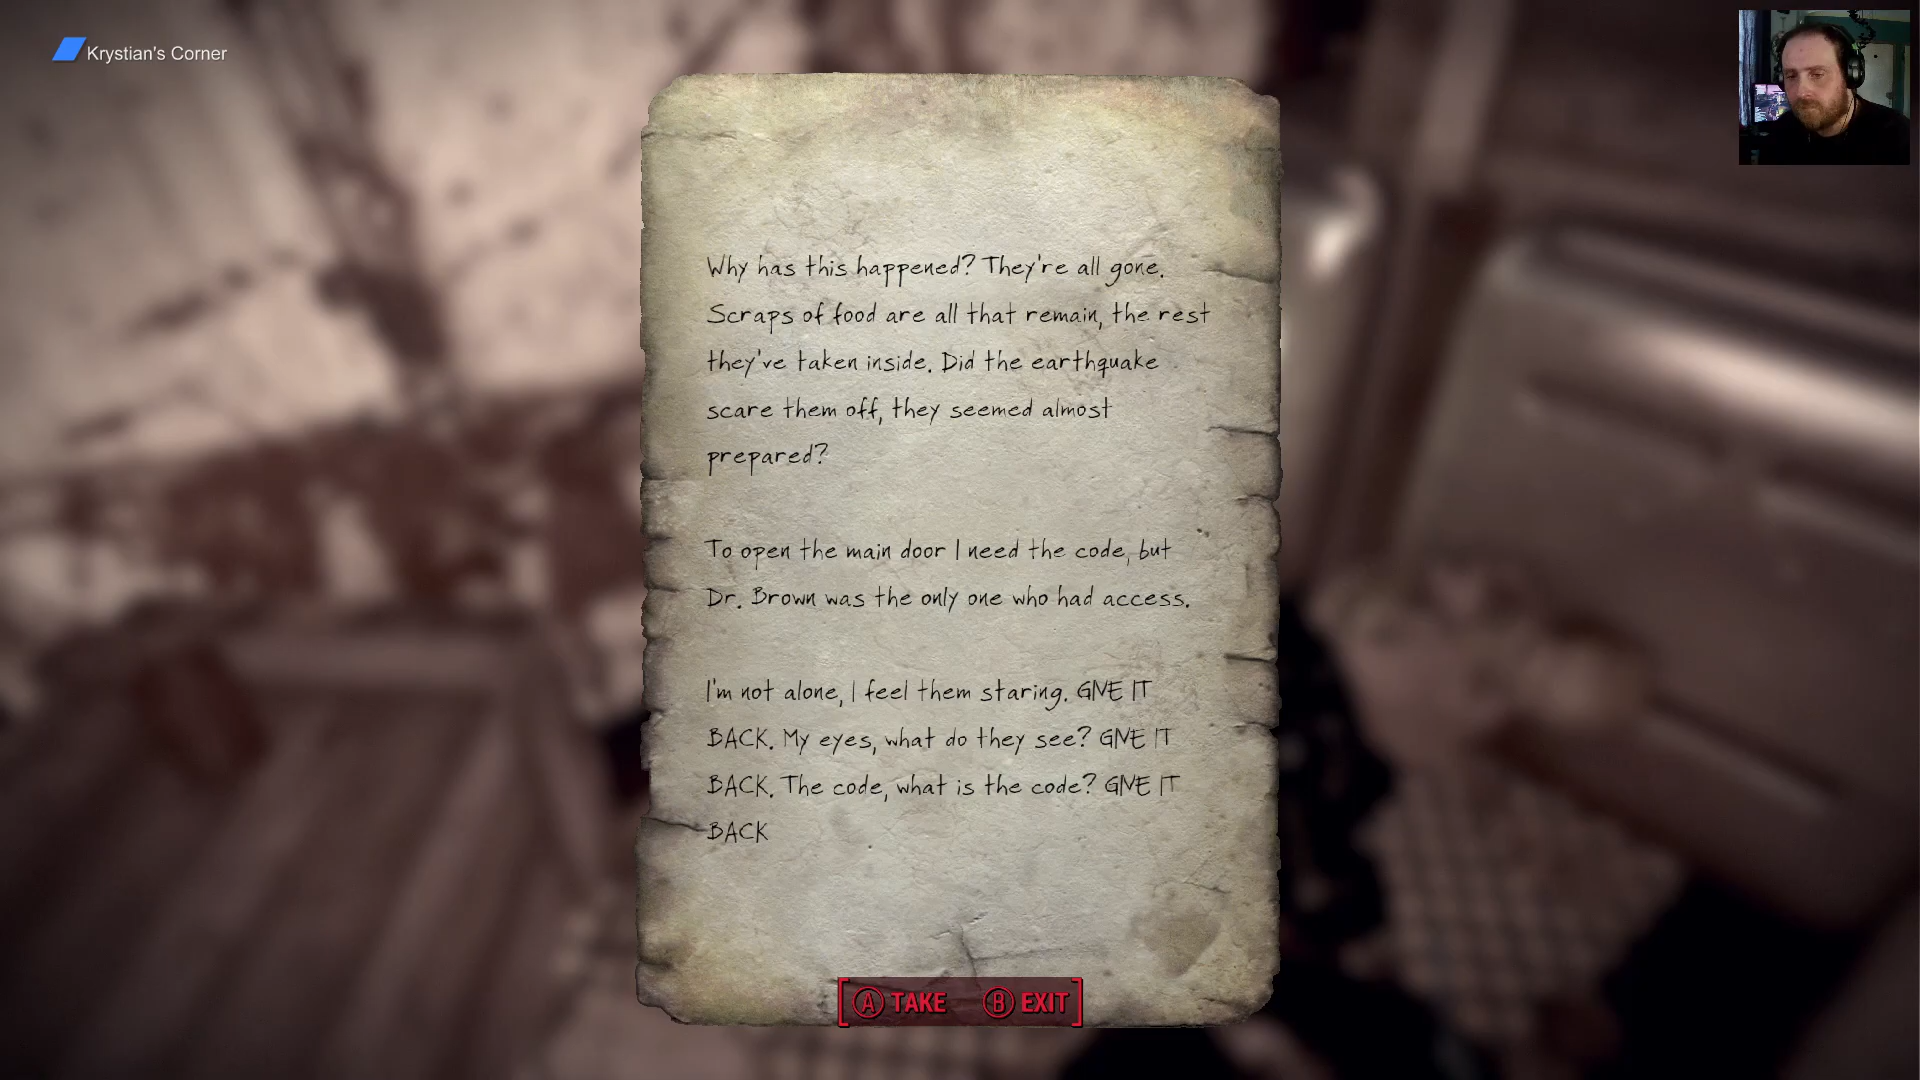 Krystian's Corner
Why has this happened? They're all gone.
Scraps of food are all that remain, the rest
they've taken inside. Did the earthquake
scare them off, they seemed almost
prepared?
To open the main door I need the code, but
Dr. Brown was the only one who had access.
I'm not alone, I feel them staring. GIVE IT
BACK. My eyes, what do they see? GIVE IT
BACK. The code, what is the code? GIVE IT
BACK
A TAKE B EXIT